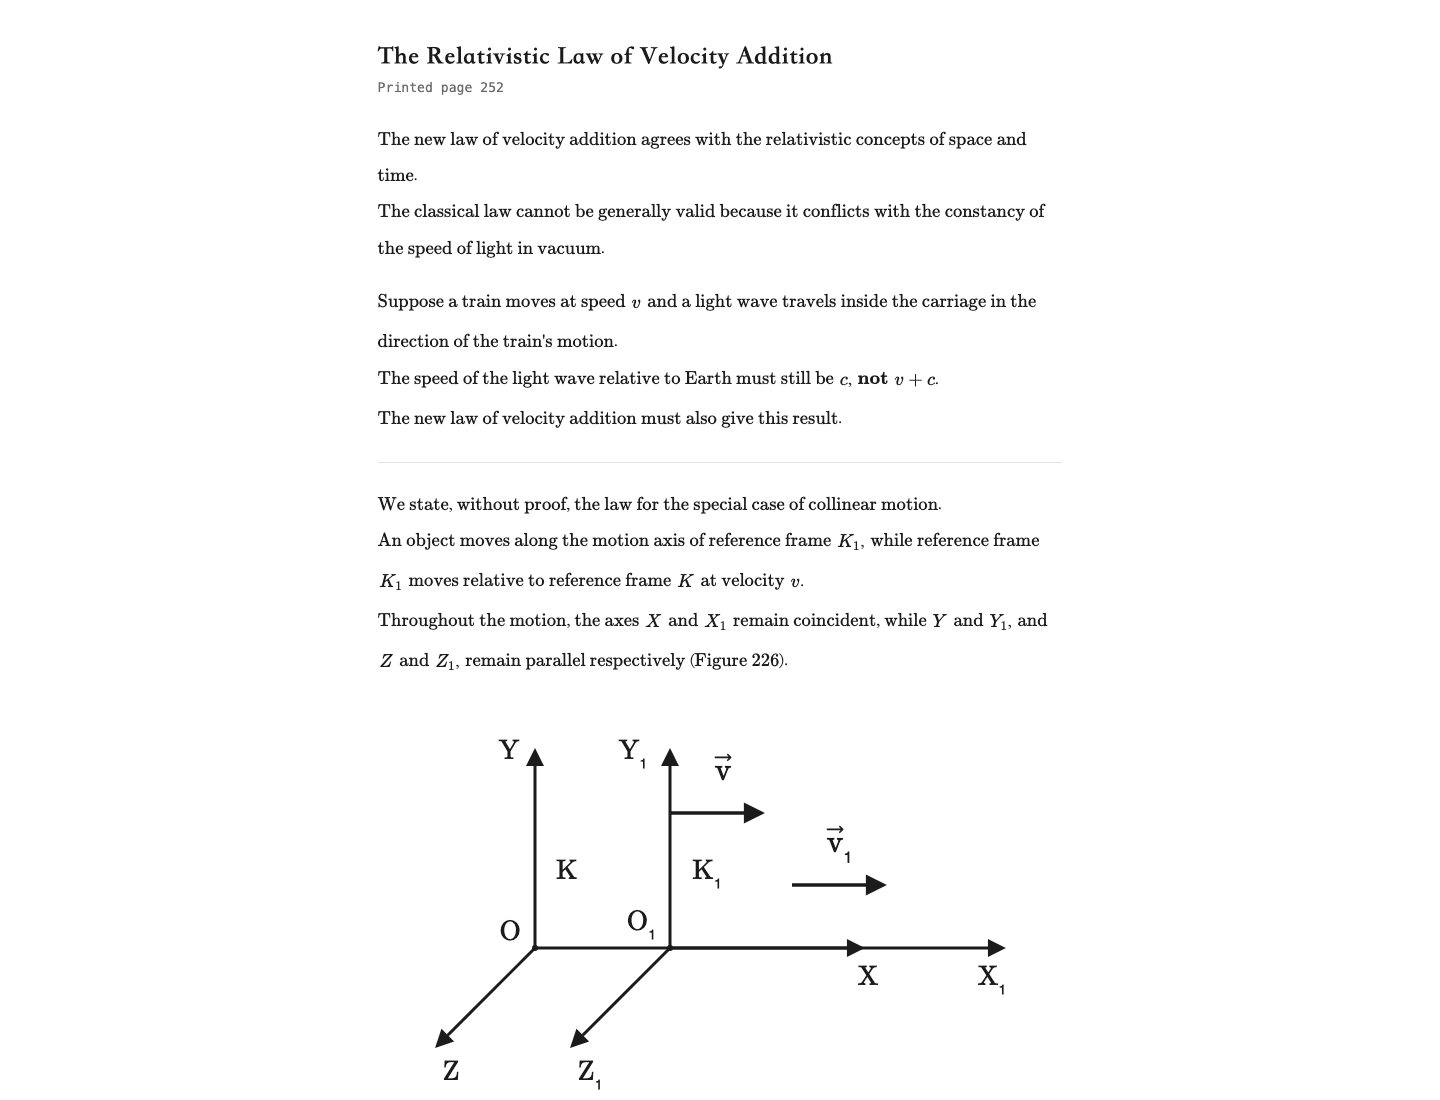 The Relativistic Law of Velocity Addition
Printed page 252
The new law of velocity addition agrees with the relativistic concepts of space and
time.
The classical law cannot be generally valid because it conflicts with the constancy of
the speed of light in vacuum.
Suppose a train moves at speed v and a light wave travels inside the carriage in the
direction of the train's motion.
The speed of the light wave relative to Earth must still be c, not v + c.
The new law of velocity addition must also give this result.
We state, without proof, the law for the special case of collinear motion.
An object moves along the motion axis of reference frame K₁, while reference frame
K₁ moves relative to reference frame K at velocity v.
Throughout the motion, the axes X and X₁ remain coincident, while Y and Y₁, and
Z and Z₁, remain parallel respectively (Figure 226).
Y Y₁ v⃗
v⃗₁
K K₁
O O₁
X X₁
Z Z₁